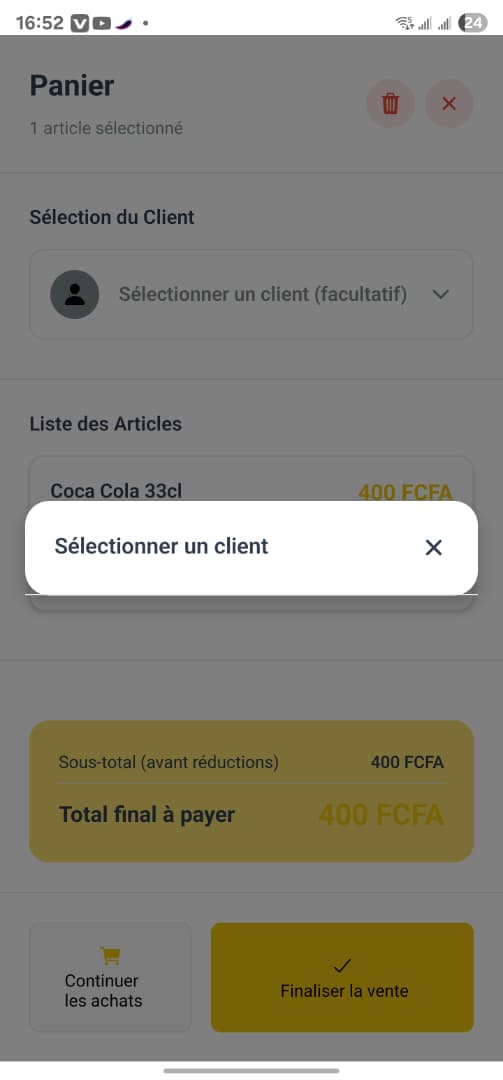 16:52
24
Panier
1 article sélectionné
Sélection du Client
Sélectionner un client (facultatif)
Liste des Articles
Coca Cola 33cl
400 FCFA
Sélectionner un client
Sous-total (avant réductions)
400 FCFA
Total final à payer
400 FCFA
Continuer
les achats
Finaliser la vente